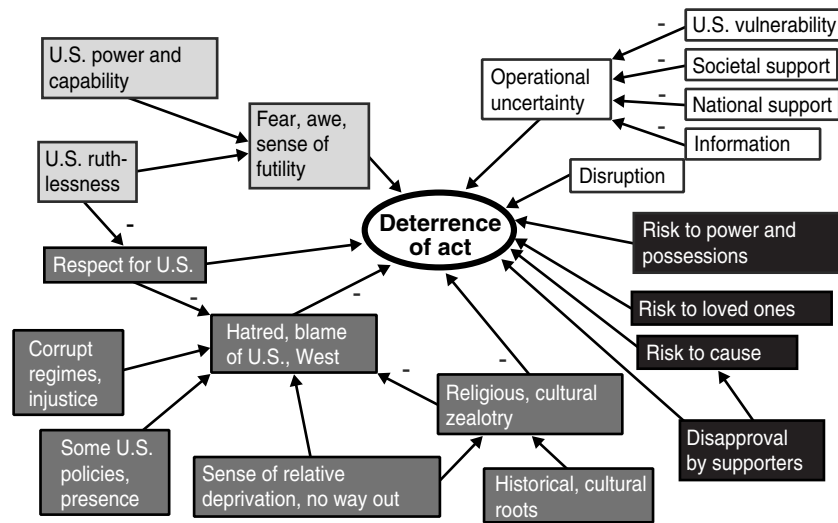 U.S. power and
capability
-
U.S. vulnerability
-
Societal support
Operational
uncertainty
-
National support
-
Information
Fear, awe,
sense of
futility
U.S. ruth-
lessness
Disruption
-
Deterrence
of act
Risk to power and
possessions
Respect for U.S.
-
-
Risk to loved ones
Hatred, blame
of U.S., West
Corrupt
regimes,
injustice
-
-
Risk to cause
Religious, cultural
zealotry
Some U.S.
policies,
presence
Sense of relative
deprivation, no way out
Disapproval
by supporters
Historical, cultural
roots